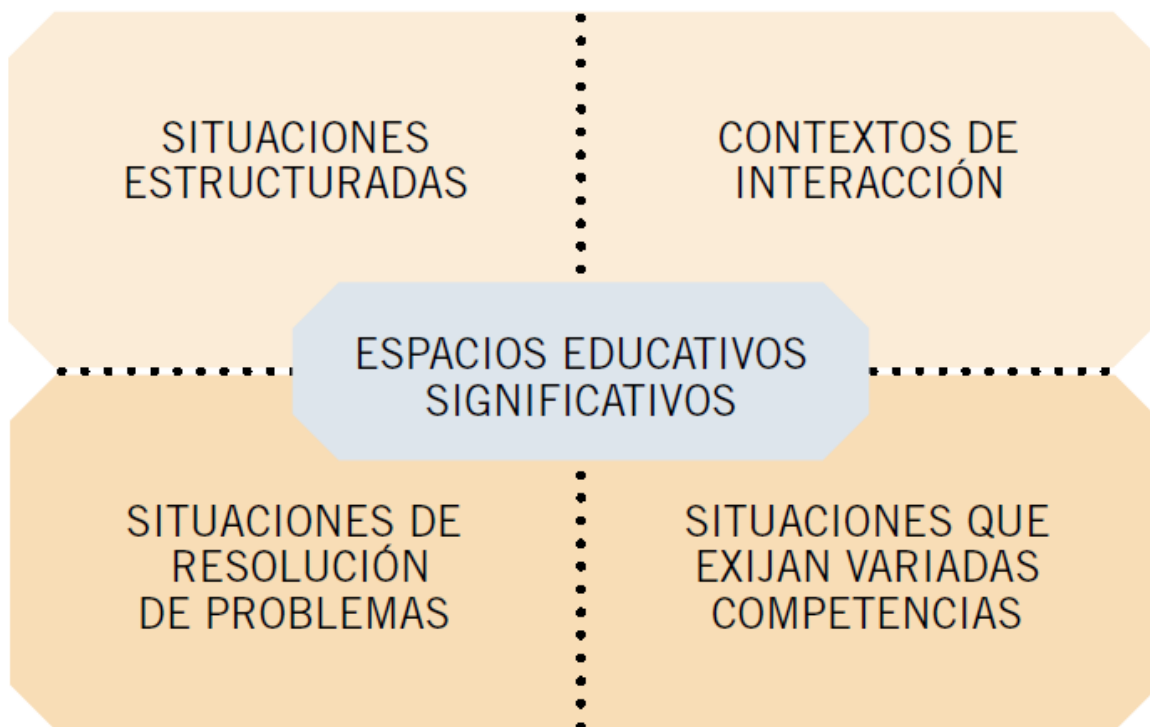 SITUACIONES
ESTRUCTURADAS
CONTEXTOS DE
INTERACCIÓN
ESPACIOS EDUCATIVOS
SIGNIFICATIVOS
SITUACIONES DE
RESOLUCIÓN
DE PROBLEMAS
SITUACIONES QUE
EXIJAN VARIADAS
COMPETENCIAS